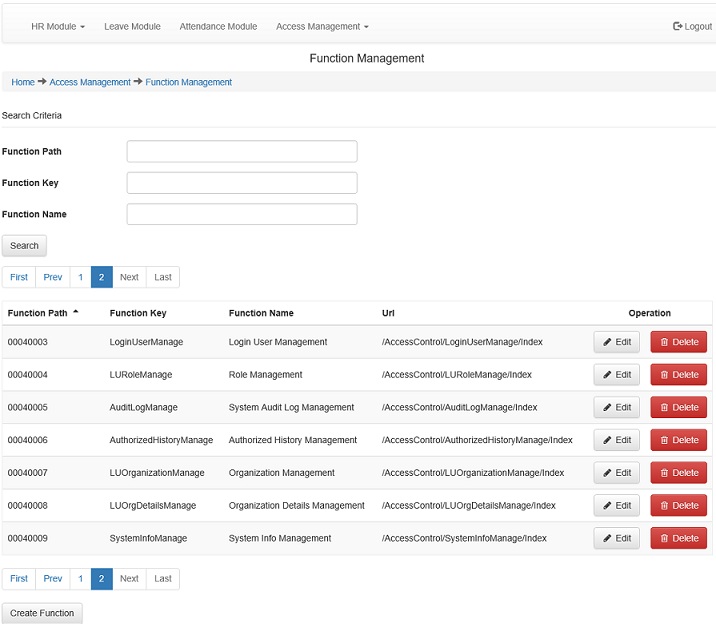 HR Module Leave Module Attendance Module Access Management Logout
Function Management
Home Access Management Function Management
Search Criteria
Function Path
Function Key
Function Name
Search
First Prev 1 2 Next Last
Function Path Function Key Function Name Url Operation
00040003 LoginUserManage Login User Management /AccessControl/LoginUserManage/Index Edit Delete
00040004 LURoleManage Role Management /AccessControl/LURoleManage/Index Edit Delete
00040005 AuditLogManage System Audit Log Management /AccessControl/AuditLogManage/Index Edit Delete
00040006 AuthorizedHistoryManage Authorized History Management /AccessControl/AuthorizedHistoryManage/Index Edit Delete
00040007 LUOrganizationManage Organization Management /AccessControl/LUOrganizationManage/Index Edit Delete
00040008 LUOrgDetailsManage Organization Details Management /AccessControl/LUOrgDetailsManage/Index Edit Delete
00040009 SystemInfoManage System Info Management /AccessControl/SystemInfoManage/Index Edit Delete
First Prev 1 2 Next Last
Create Function